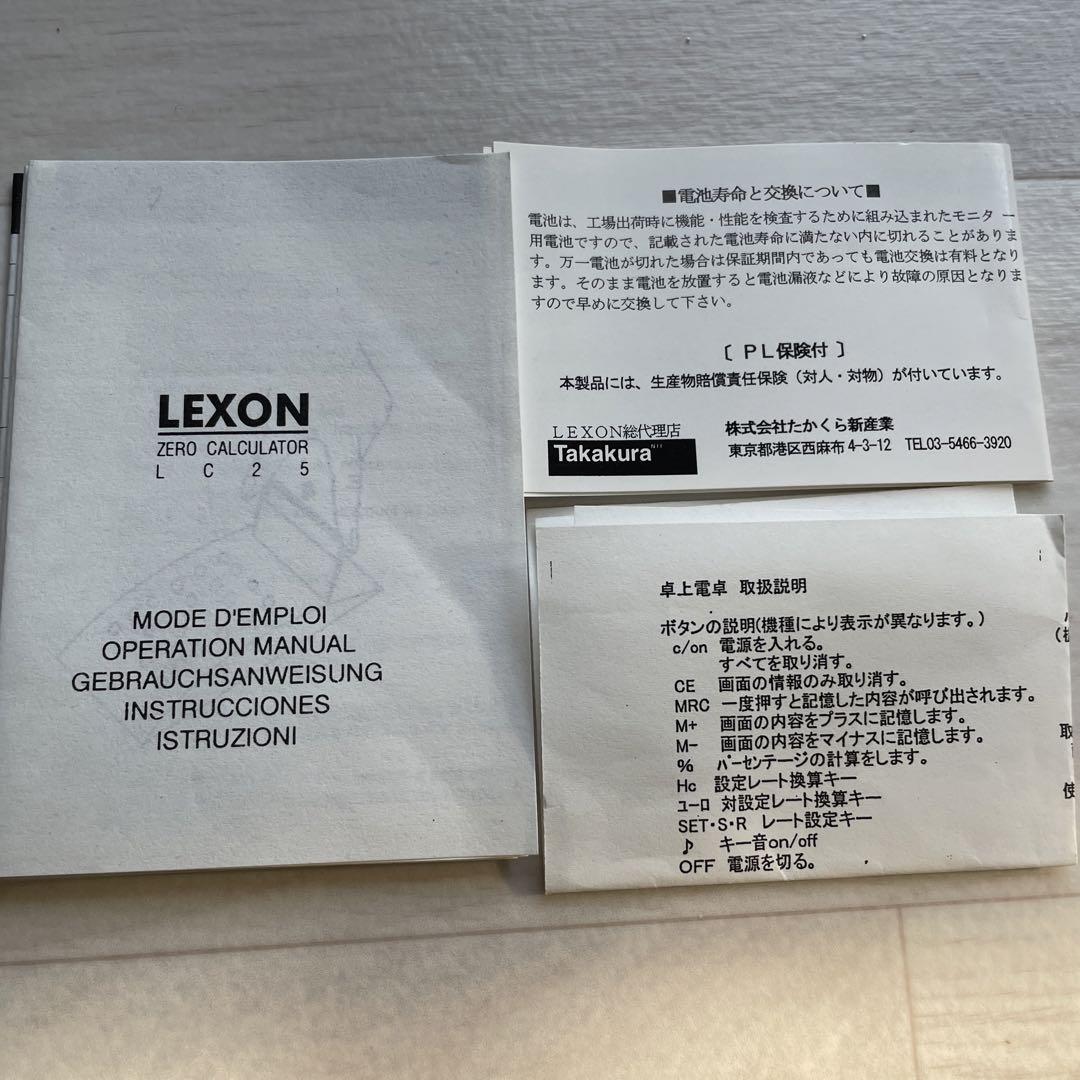 LEXON
ZERO CALCULATOR
LC25
MODE D'EMPLOI
OPERATION MANUAL
GEBRAUCHSANWEISUNG
INSTRUCCIONES
ISTRUZIONI
■電池寿命と交換について■
電池は、工場出荷時に機能・性能を検査するために組み込まれたモニター
用電池ですので、記載された電池寿命に満たない内に切れることがありま
す。万一電池が切れた場合は保証期間内であっても電池交換は有料となり
ます。そのまま電池を放置すると電池漏液などにより故障の原因となりま
すので早めに交換して下さい。
〔 PL保険付 〕
本製品には、生産物賠償責任保険（対人・対物）が付いています。
LEXON総代理店
Takakura NII
株式会社たかくら新産業
東京都港区西麻布4-3-12 TEL03-5466-3920
卓上電卓 取扱説明
ボタンの説明(機種により表示が異なります。)
c/on 電源を入れる。
すべてを取り消す。
CE 画面の情報のみ取り消す。
MRC 一度押すと記憶した内容が呼び出されます。
M+ 画面の内容をプラスに記憶します。
M- 画面の内容をマイナスに記憶します。
% ﾊﾟｰｾﾝﾃｰｼﾞの計算をします。
Hc 設定レート換算キー
ﾕｰﾛ 対設定レート換算キー
SET・S・R レート設定キー
♪ キー音on/off
OFF 電源を切る。